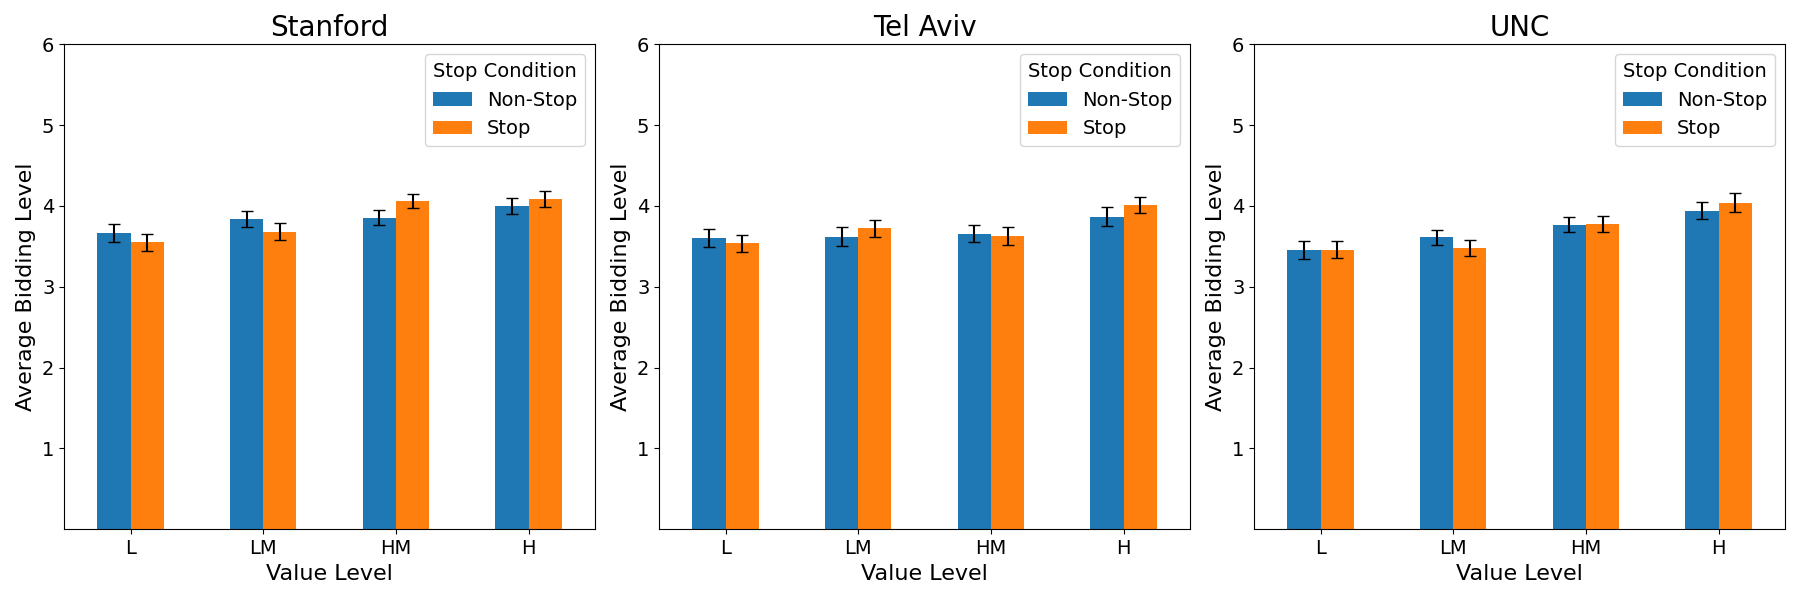 Stanford
Average Bidding Level
6
5
4
3
2
1
Stop Condition
Non-Stop
Stop
L LM HM H
Value Level
Tel Aviv
Average Bidding Level
6
5
4
3
2
1
Stop Condition
Non-Stop
Stop
L LM HM H
Value Level
UNC
Average Bidding Level
6
5
4
3
2
1
Stop Condition
Non-Stop
Stop
L LM HM H
Value Level